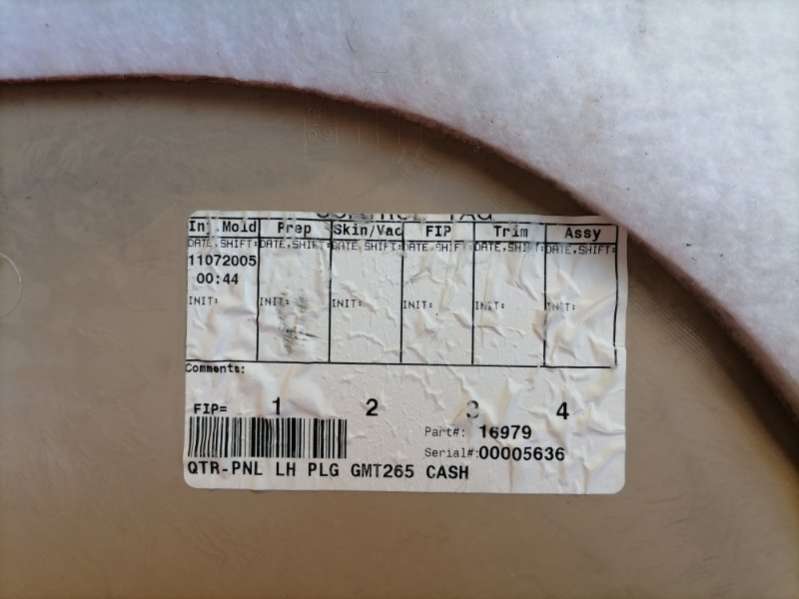 Inj Mold Prep Skin/Vac FIP Trim Assy
DATE,SHIFT: DATE,SHIFT: DATE,SHIFT: DATE,SHIFT: DATE,SHIFT: DATE,SHIFT:
11072005
00:44
INIT: INIT: INIT: INIT: INIT: INIT:
Comments:
FIP= 1 2 3 4
Part#: 16979
Serial#:00005636
QTR-PNL LH PLG GMT265 CASH